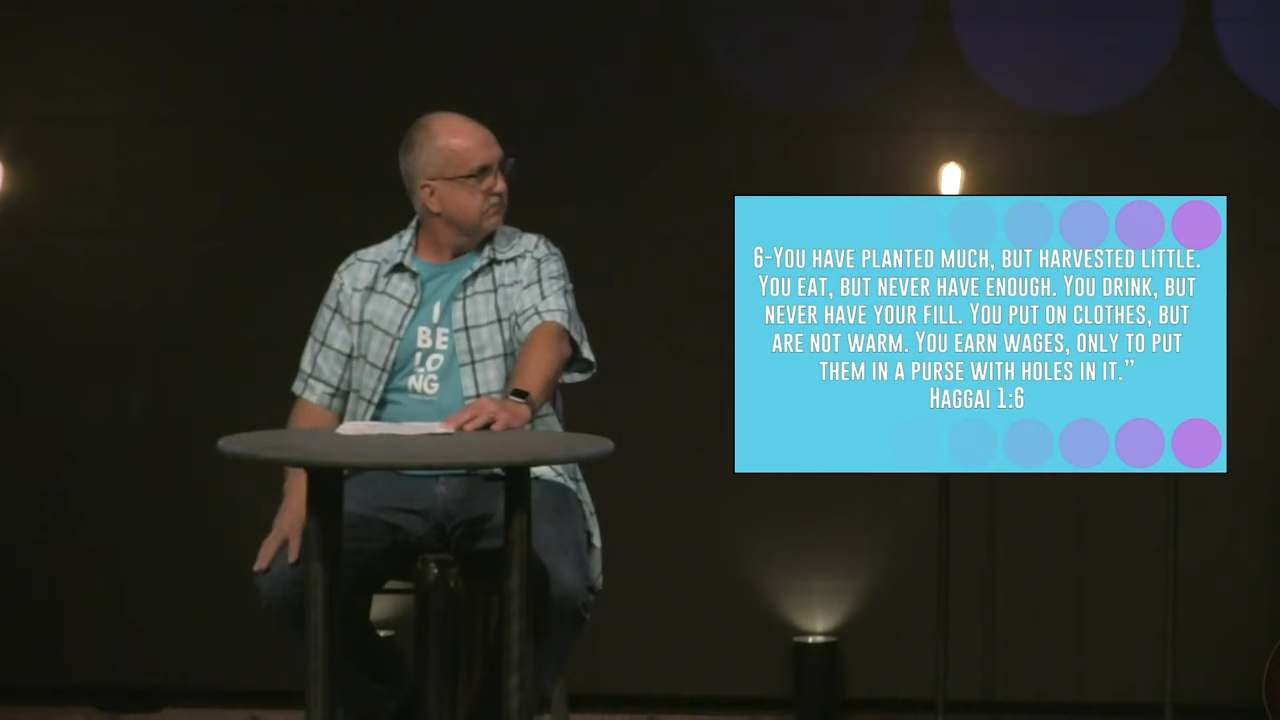 I
BE
LO
NG
6-You have planted much, but harvested little.
You eat, but never have enough. You drink, but
never have your fill. You put on clothes, but
are not warm. You earn wages, only to put
them in a purse with holes in it.”
Haggai 1:6